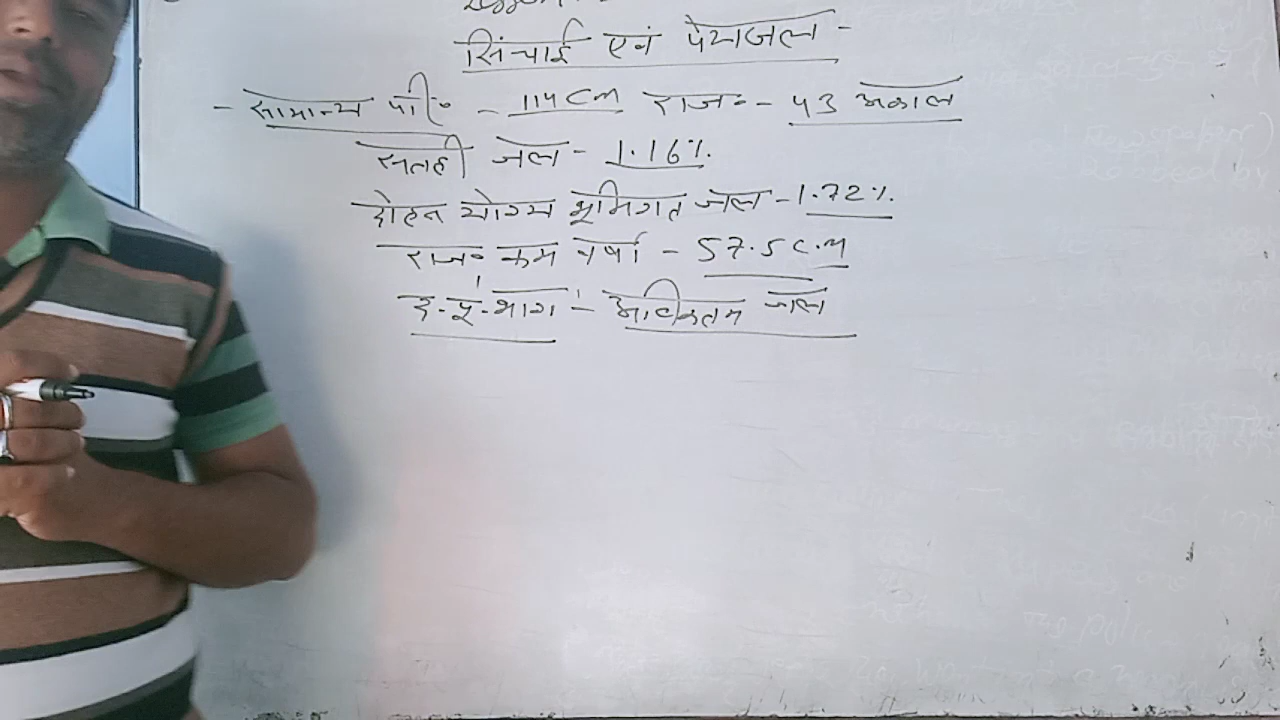 सिंचाई एवं पेयजल -
- सामान्य परि॰ - 114 cm राज॰ - 43 अकाल
सतही जल - 1.16%.
दोहन योग्य भूमिगत जल - 1.72%.
राज॰ कम वर्षा - 57.5 C.M
द. पू. भाग - अधिकतम जल